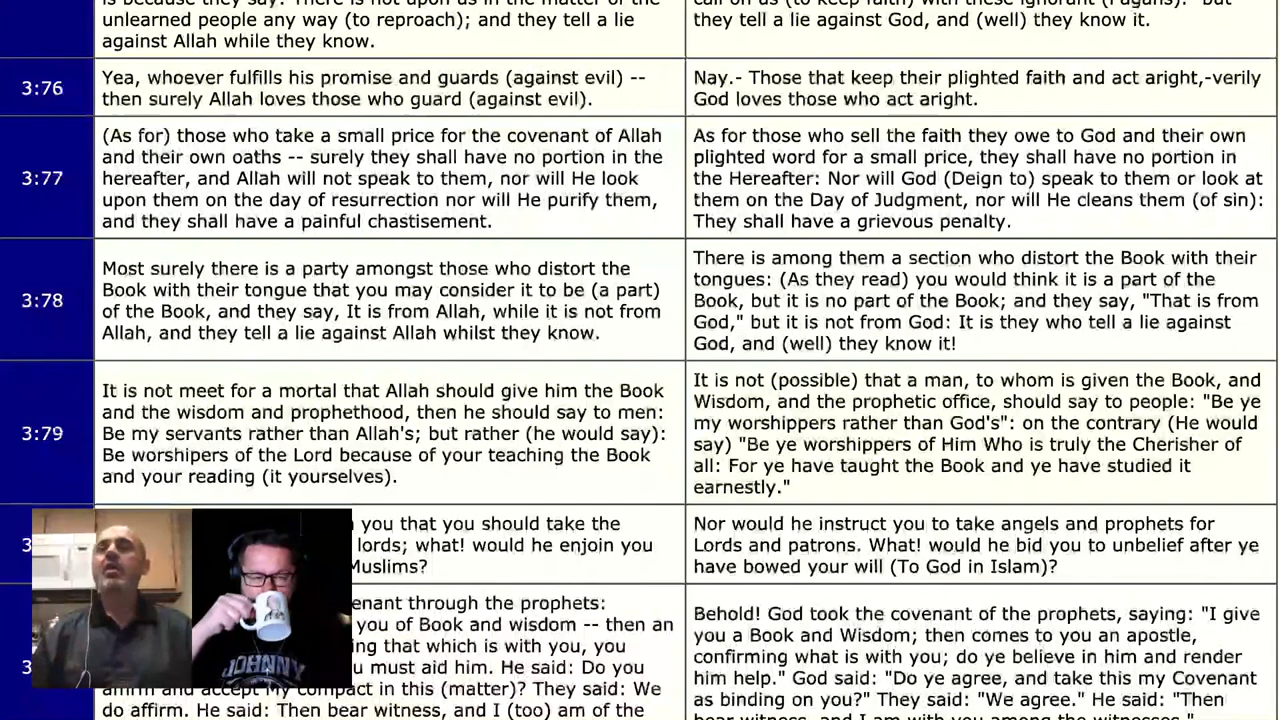 is because they say: There is not upon us in the matter of the
unlearned people any way (to reproach); and they tell a lie
against Allah while they know.
call on us (to keep faith) with these ignorant (Pagans)." but
they tell a lie against God, and (well) they know it.
3:76
Yea, whoever fulfills his promise and guards (against evil) --
then surely Allah loves those who guard (against evil).
Nay.- Those that keep their plighted faith and act aright,-verily
God loves those who act aright.
3:77
(As for) those who take a small price for the covenant of Allah
and their own oaths -- surely they shall have no portion in the
hereafter, and Allah will not speak to them, nor will He look
upon them on the day of resurrection nor will He purify them,
and they shall have a painful chastisement.
As for those who sell the faith they owe to God and their own
plighted word for a small price, they shall have no portion in
the Hereafter: Nor will God (Deign to) speak to them or look at
them on the Day of Judgment, nor will He cleans them (of sin):
They shall have a grievous penalty.
3:78
Most surely there is a party amongst those who distort the
Book with their tongue that you may consider it to be (a part)
of the Book, and they say, It is from Allah, while it is not from
Allah, and they tell a lie against Allah whilst they know.
There is among them a section who distort the Book with their
tongues: (As they read) you would think it is a part of the
Book, but it is no part of the Book; and they say, "That is from
God," but it is not from God: It is they who tell a lie against
God, and (well) they know it!
3:79
It is not meet for a mortal that Allah should give him the Book
and the wisdom and prophethood, then he should say to men:
Be my servants rather than Allah's; but rather (he would say):
Be worshipers of the Lord because of your teaching the Book
and your reading (it yourselves).
It is not (possible) that a man, to whom is given the Book, and
Wisdom, and the prophetic office, should say to people: "Be ye
my worshippers rather than God's": on the contrary (He would
say) "Be ye worshippers of Him Who is truly the Cherisher of
all: For ye have taught the Book and ye have studied it
earnestly."
you that you should take the
lords; what! would he enjoin you
Muslims?
Nor would he instruct you to take angels and prophets for
Lords and patrons. What! would he bid you to unbelief after ye
have bowed your will (To God in Islam)?
through the prophets:
you of Book and wisdom -- then an
that which is with you, you
must aid him. He said: Do you
affirm and accept My compact in this (matter)? They said: We
do affirm. He said: Then bear witness, and I (too) am of the
Behold! God took the covenant of the prophets, saying: "I give
you a Book and Wisdom; then comes to you an apostle,
confirming what is with you; do ye believe in him and render
him help." God said: "Do ye agree, and take this my Covenant
as binding on you?" They said: "We agree." He said: "Then
bear witness, and I am with you among the witnesses."
JOHNNY